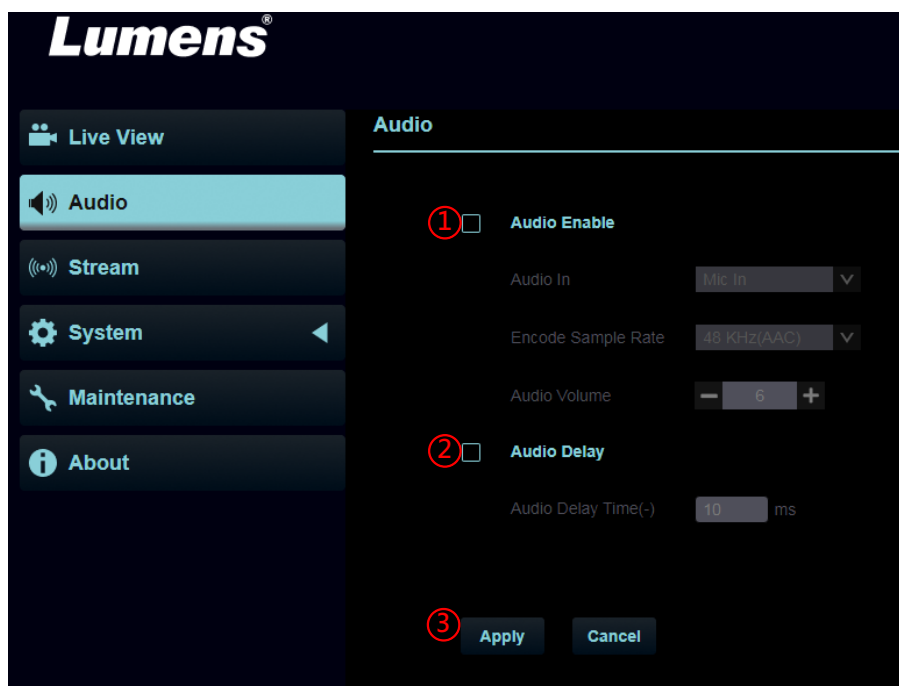 Lumens®
Live View
Audio
Stream
System
Maintenance
About
Audio
① Audio Enable
Audio In Mic In
Encode Sample Rate 48 KHz(AAC)
Audio Volume 6
② Audio Delay
Audio Delay Time(-) 10 ms
③ Apply Cancel